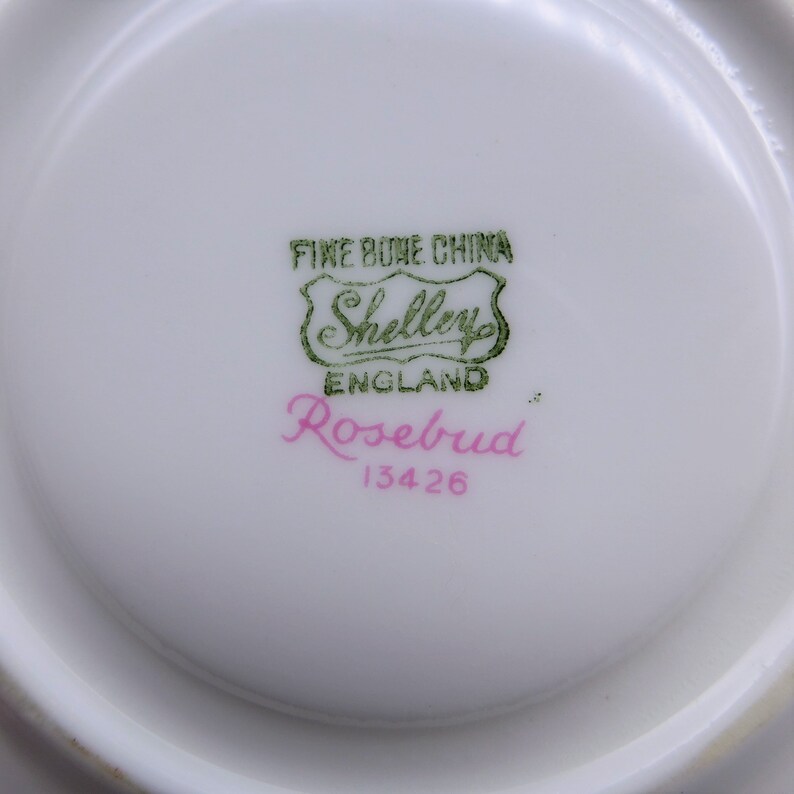 FINE BONE CHINA
Shelley
ENGLAND
Rosebud
13426